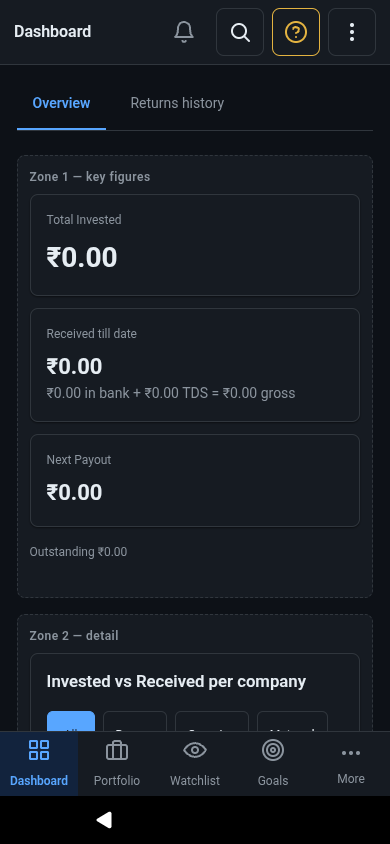 Dashboard
Overview
Returns history
Zone 1 — key figures
Total Invested
₹0.00
Received till date
₹0.00
₹0.00 in bank + ₹0.00 TDS = ₹0.00 gross
Next Payout
₹0.00
Outstanding ₹0.00
Zone 2 — detail
Invested vs Received per company
Dashboard
Portfolio
Watchlist
Goals
More